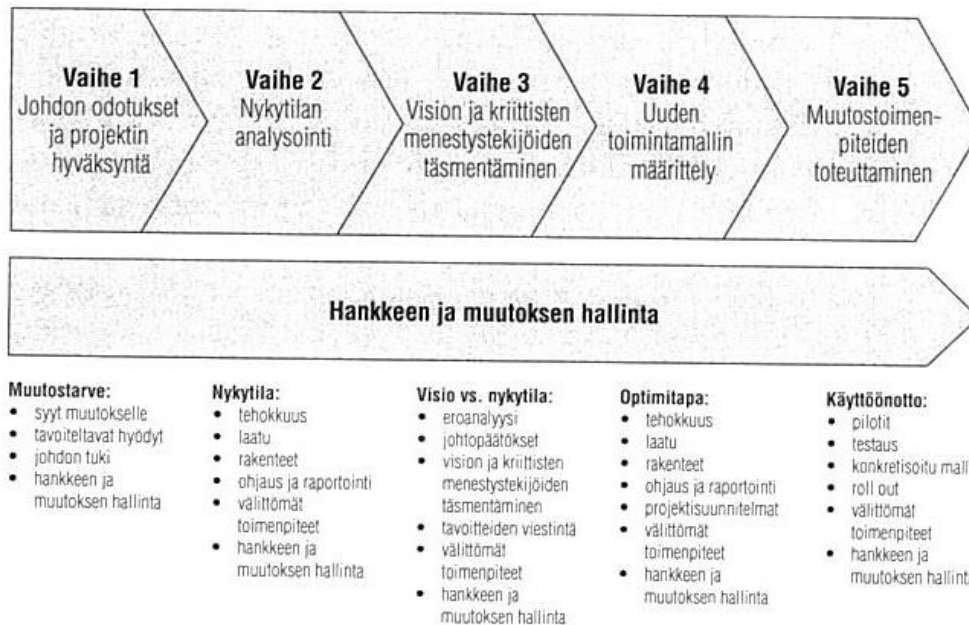 Vaihe 1
Johdon odotukset
ja projektin
hyväksyntä
Vaihe 2
Nykytilan
analysointi
Vaihe 3
Vision ja kriittisten
menestystekijöiden
täsmentäminen
Vaihe 4
Uuden
toimintamallin
määrittely
Vaihe 5
Muutostoimen-
piteiden
toteuttaminen
Hankkeen ja muutoksen hallinta
Muutostarve:
• syyt muutokselle
• tavoiteltavat hyödyt
• johdon tuki
• hankkeen ja
muutoksen hallinta
Nykytila:
• tehokkuus
• laatu
• rakenteet
• ohjaus ja raportointi
• välittömät
toimenpiteet
• hankkeen ja
muutoksen hallinta
Visio vs. nykytila:
• eroanalyysi
• johtopäätökset
• vision ja kriittisten
menestystekijöiden
täsmentäminen
• tavoitteiden viestintä
• välittömät
toimenpiteet
• hankkeen ja
muutoksen hallinta
Optimitapa:
• tehokkuus
• laatu
• rakenteet
• ohjaus ja raportointi
• projektisuunnitelmat
• välittömät
toimenpiteet
• hankkeen ja
muutoksen hallinta
Käyttöönotto:
• pilotit
• testaus
• konkretisoitu mall
• roll out
• välittömät
toimenpiteet
• hankkeen ja
muutoksen hallint